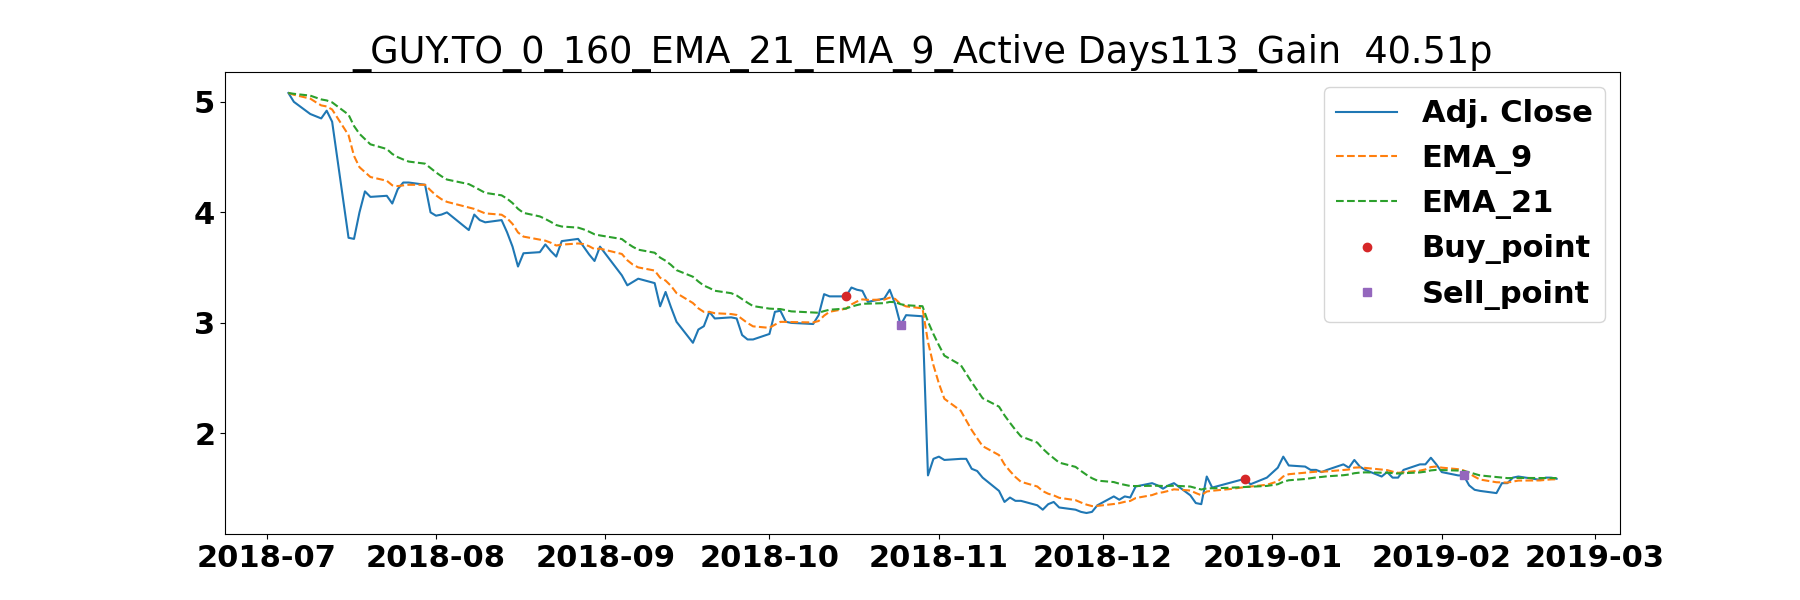 _GUY.TO_0_160_EMA_21_EMA_9_Active Days113_Gain  40.51p
5
4
3
2
Adj. Close
EMA_9
EMA_21
Buy_point
Sell_point
2018-07 2018-08 2018-09 2018-10 2018-11 2018-12 2019-01 2019-02 2019-03